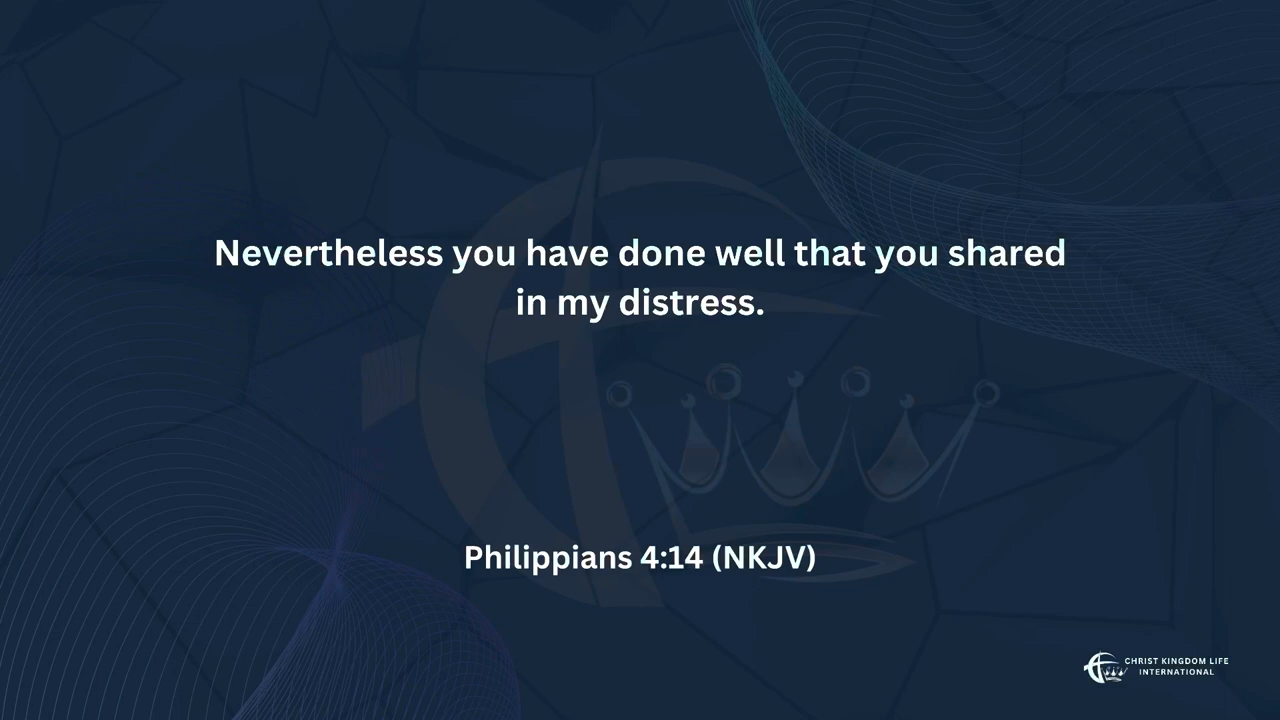 Nevertheless you have done well that you shared
in my distress.
Philippians 4:14 (NKJV)
CHRIST KINGDOM LIFE
INTERNATIONAL